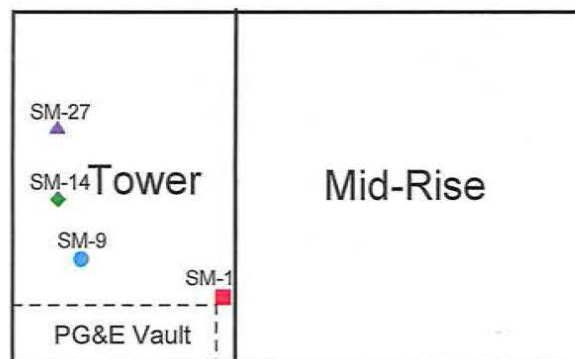 SM-27
SM-14
Tower
Mid-Rise
SM-9
SM-1
PG&E Vault